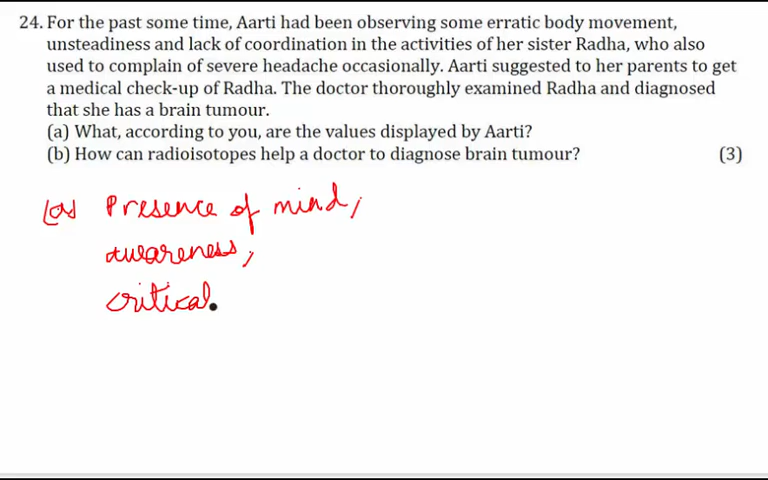 24. For the past some time, Aarti had been observing some erratic body movement,
unsteadiness and lack of coordination in the activities of her sister Radha, who also
used to complain of severe headache occasionally. Aarti suggested to her parents to get
a medical check-up of Radha. The doctor thoroughly examined Radha and diagnosed
that she has a brain tumour.
(a) What, according to you, are the values displayed by Aarti?
(b) How can radioisotopes help a doctor to diagnose brain tumour? (3)
(a) Presence of mind,
awareness,
critical